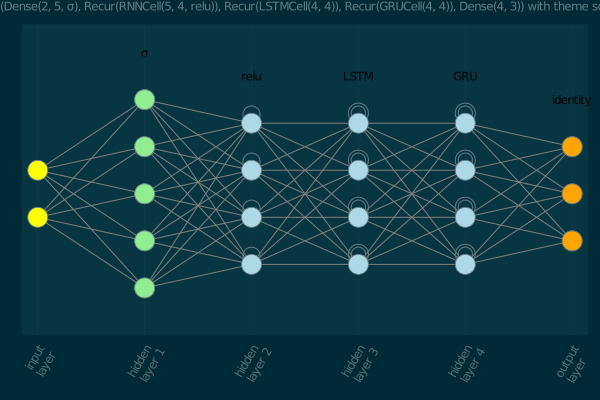 (Dense(2, 5, σ), Recur(RNNCell(5, 4, relu)), Recur(LSTMCell(4, 4)), Recur(GRUCell(4, 4)), Dense(4, 3)) with theme
σ
relu
LSTM
GRU
identity
input
layer
hidden
layer 1
hidden
layer 2
hidden
layer 3
hidden
layer 4
output
layer